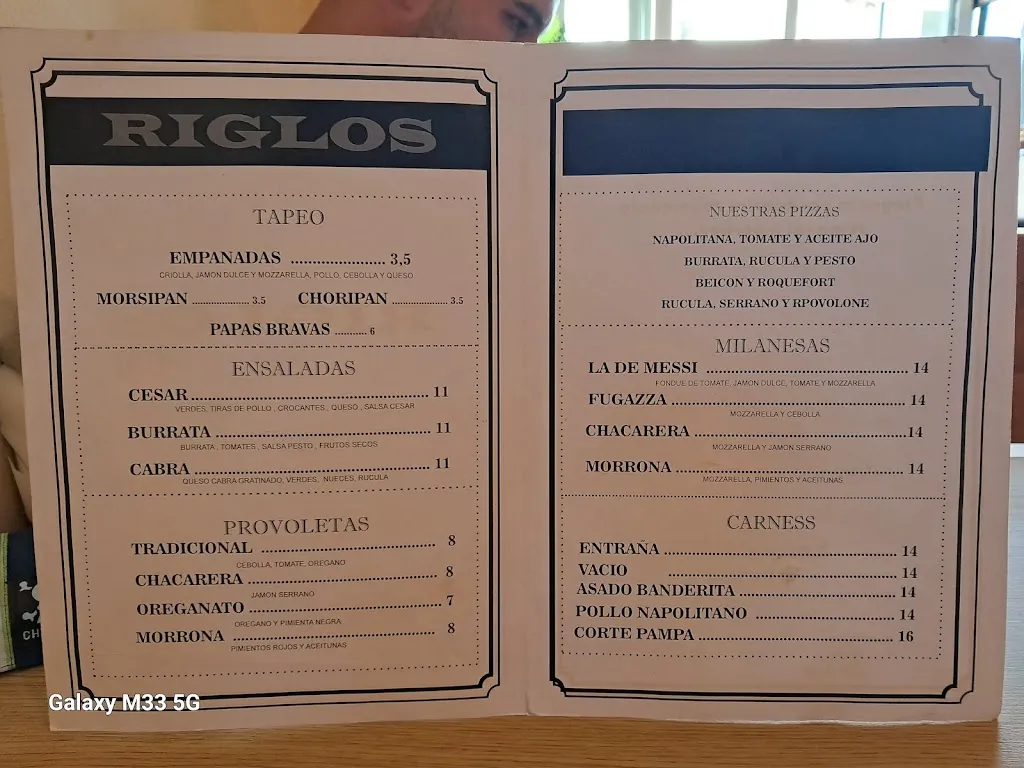 RIGLOS
TAPEO
EMPANADAS .................... 3,5
CRIOLLA, JAMON DULCE Y MOZZARELLA, POLLO, CEBOLLA Y QUESO
MORSIPAN .................... 3.5 CHORIPAN .................... 3.5
PAPAS BRAVAS ........... 6
ENSALADAS
CESAR .................... 11
VERDES, TIRAS DE POLLO , CROCANTES , QUESO , SALSA CESAR
BURRATA .................... 11
BURRATA , TOMATES , SALSA PESTO , FRUTOS SECOS
CABRA .................... 11
QUESO CABRA GRATINADO, VERDES, NUECES, RUCULA
PROVOLETAS
TRADICIONAL .................... 8
CEBOLLA, TOMATE, OREGANO
CHACARERA .................... 8
JAMON SERRANO
OREGANATO .................... 7
OREGANO Y PIMIENTA NEGRA
MORRONA .................... 8
PIMIENTOS ROJOS Y ACEITUNAS
NUESTRAS PIZZAS
NAPOLITANA, TOMATE Y ACEITE AJO
BURRATA, RUCULA Y PESTO
BEICON Y ROQUEFORT
RUCULA, SERRANO Y RPOVOLONE
MILANESAS
LA DE MESSI .................... 14
FONDUE DE TOMATE, JAMON DULCE, TOMATE Y MOZZARELLA
FUGAZZA .................... 14
MOZZARELLA Y CEBOLLA
CHACARERA .................... 14
MOZZARELLA Y JAMON SERRANO
MORRONA .................... 14
MOZZARELLA, PIMIENTOS Y ACEITUNAS
CARNESS
ENTRAÑA .................... 14
VACIO .................... 14
ASADO BANDERITA .................... 14
POLLO NAPOLITANO .................... 14
CORTE PAMPA .................... 16
CH
Galaxy M33 5G